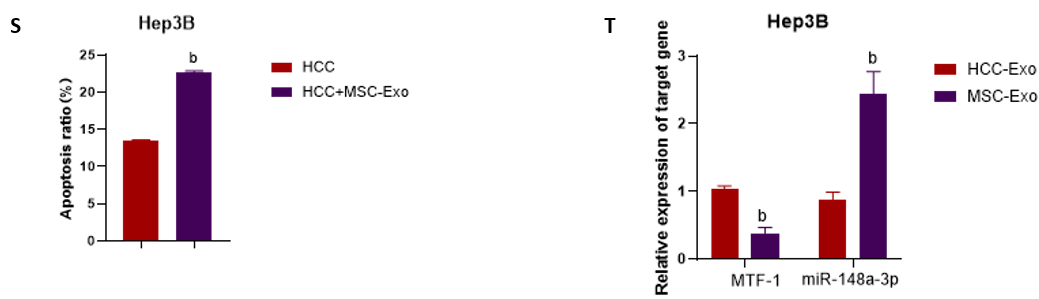 S
Hep3B
Apoptosis ratio (%)
25
20
15
10
5
0
b
HCC
HCC+MSC-Exo
T
Hep3B
Relative expression of target gene
3
2
1
0
b
b
MTF-1
miR-148a-3p
HCC-Exo
MSC-Exo